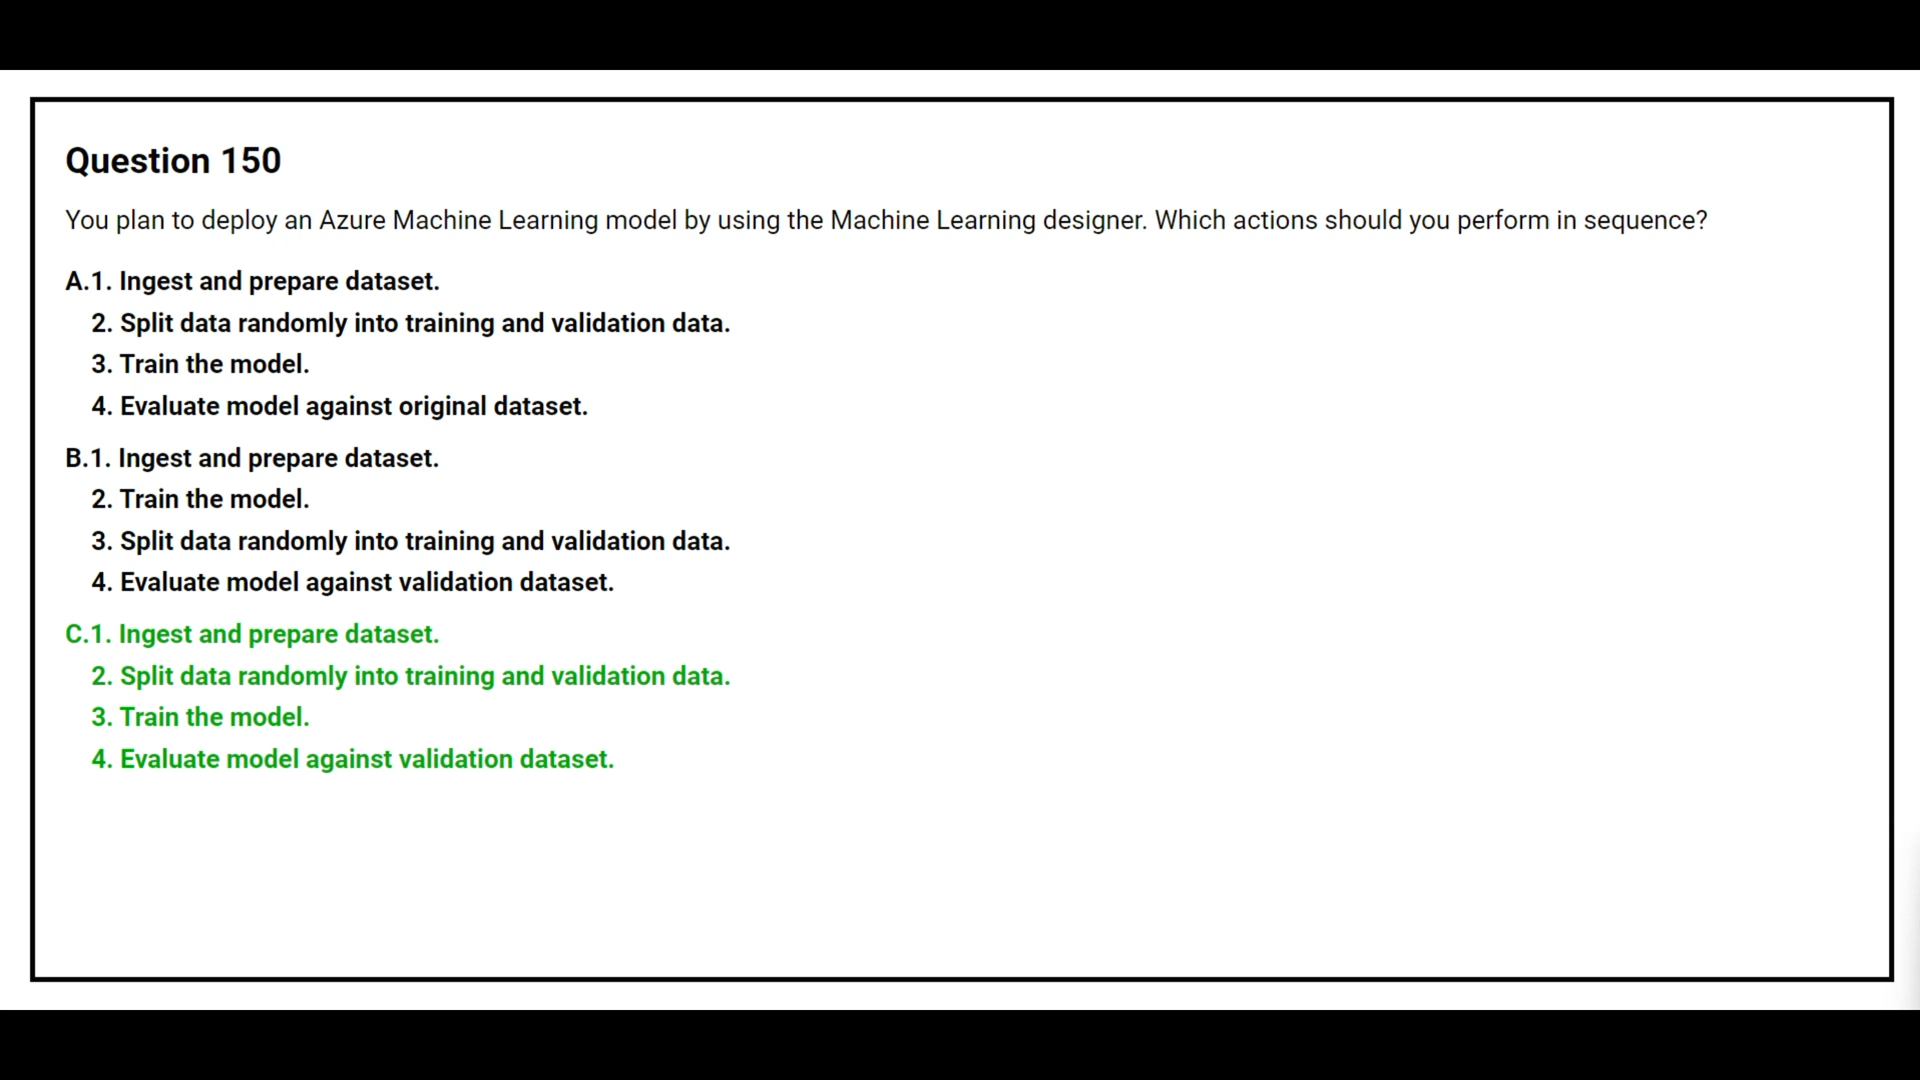 Question 150
You plan to deploy an Azure Machine Learning model by using the Machine Learning designer. Which actions should you perform in sequence?
A.1. Ingest and prepare dataset.
2. Split data randomly into training and validation data.
3. Train the model.
4. Evaluate model against original dataset.
B.1. Ingest and prepare dataset.
2. Train the model.
3. Split data randomly into training and validation data.
4. Evaluate model against validation dataset.
C.1. Ingest and prepare dataset.
2. Split data randomly into training and validation data.
3. Train the model.
4. Evaluate model against validation dataset.